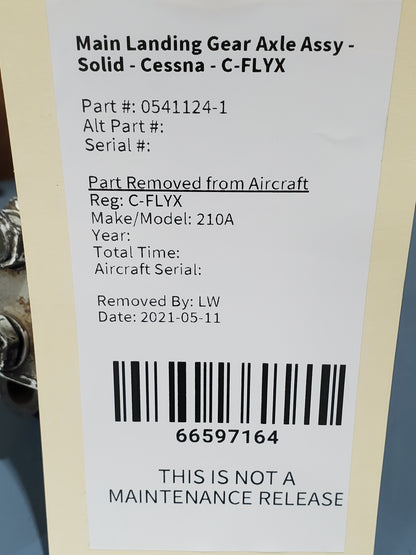 Main Landing Gear Axle Assy -
Solid - Cessna - C-FLYX
Part #: 0541124-1
Alt Part #:
Serial #:
Part Removed from Aircraft
Reg: C-FLYX
Make/Model: 210A
Year:
Total Time:
Aircraft Serial:
Removed By: LW
Date: 2021-05-11
66597164
THIS IS NOT A
MAINTENANCE RELEASE